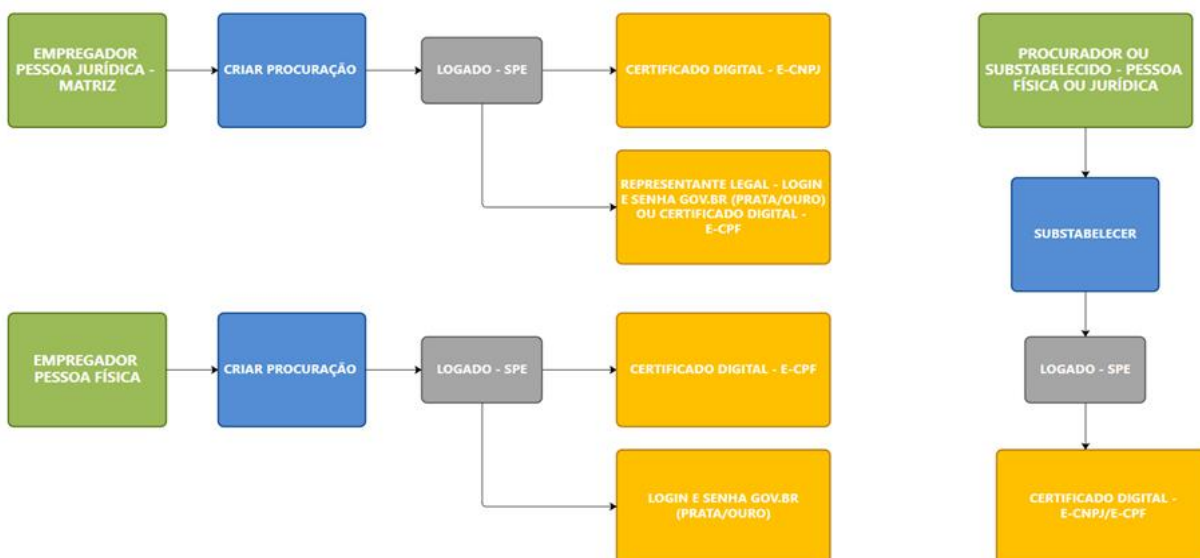 EMPREGADOR
PESSOA JURÍDICA -
MATRIZ
CRIAR PROCURAÇÃO
LOGADO - SPE
CERTIFICADO DIGITAL - E-CNPJ
REPRESENTANTE LEGAL - LOGIN
E SENHA GOV.BR (PRATA/OURO)
OU CERTIFICADO DIGITAL -
E-CPF
EMPREGADOR
PESSOA FÍSICA
CRIAR PROCURAÇÃO
LOGADO - SPE
CERTIFICADO DIGITAL - E-CPF
LOGIN E SENHA GOV.BR
(PRATA/OURO)
PROCURADOR OU
SUBSTABELECIDO - PESSOA
FÍSICA OU JURÍDICA
SUBSTABELECER
LOGADO - SPE
CERTIFICADO DIGITAL -
E-CNPJ/E-CPF